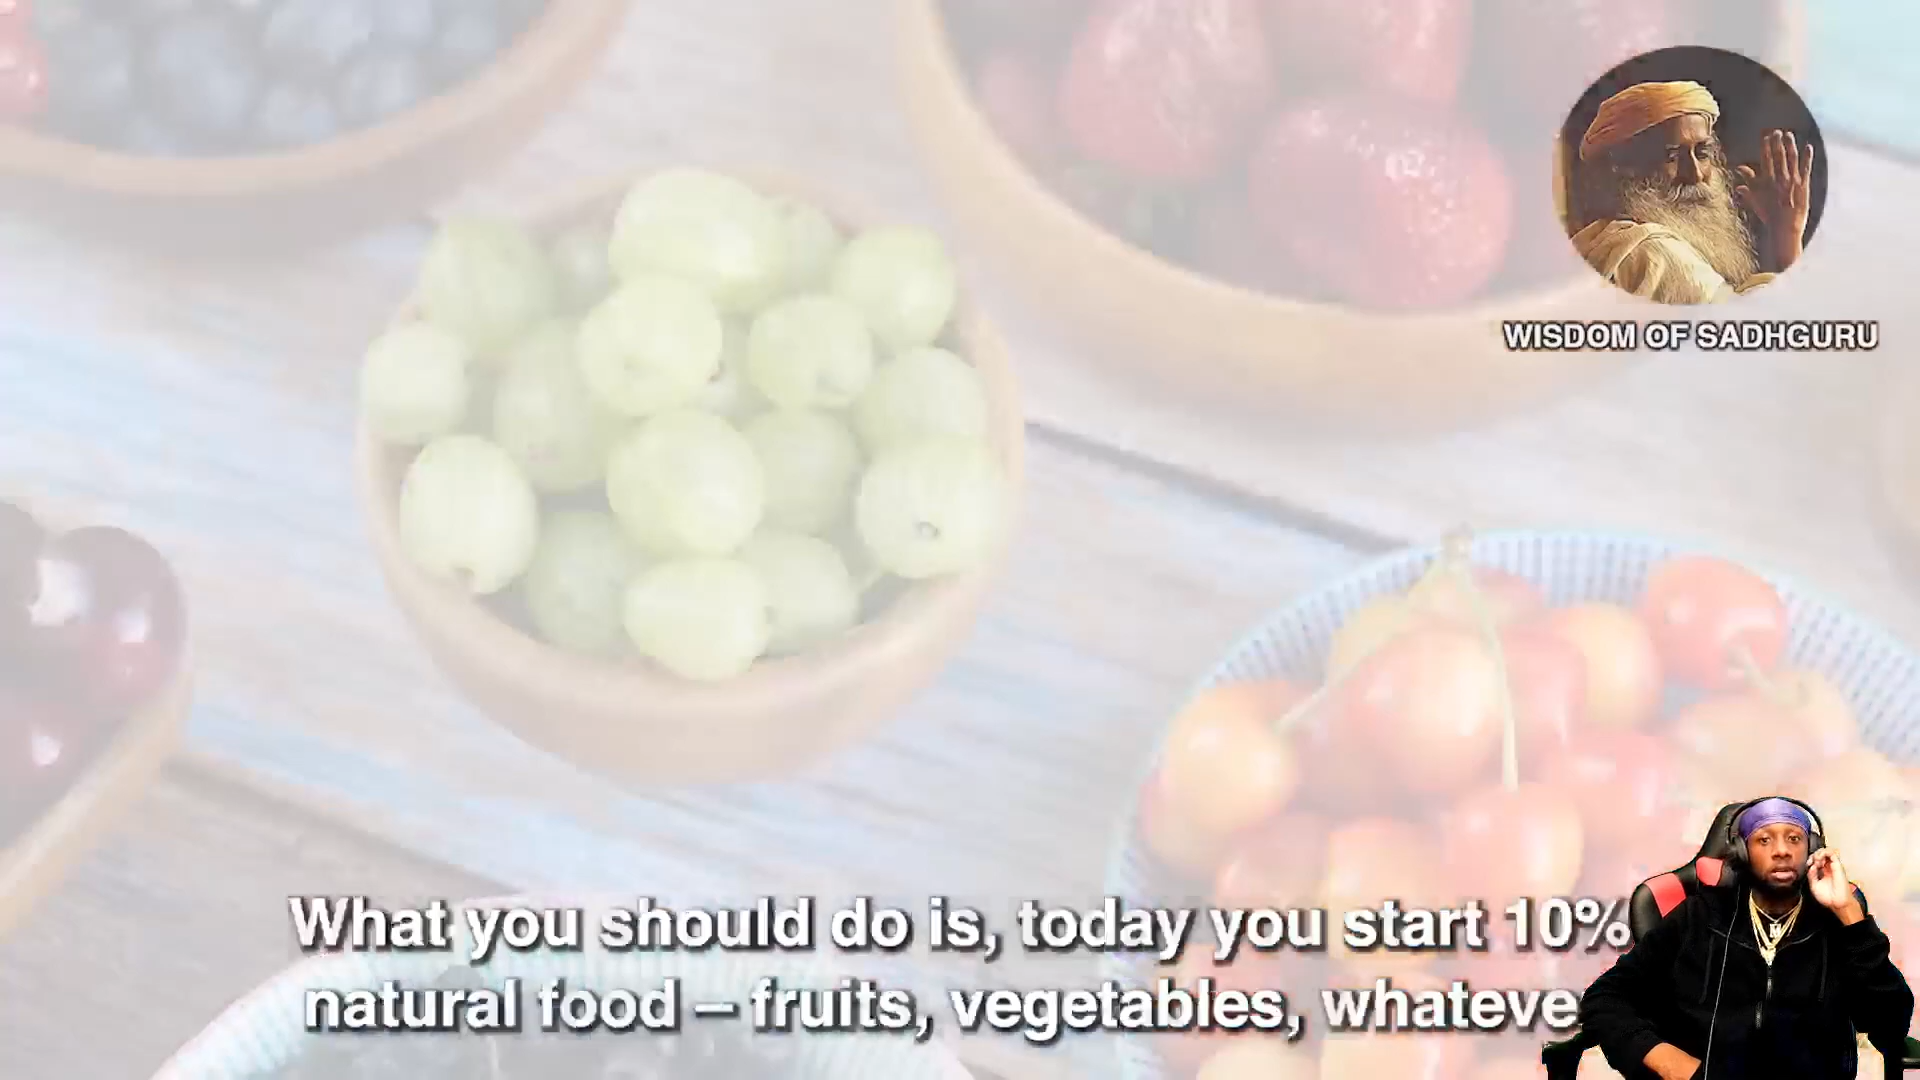 WISDOM OF SADHGURU
What you should do is, today you start 10%
natural food – fruits, vegetables, whateve